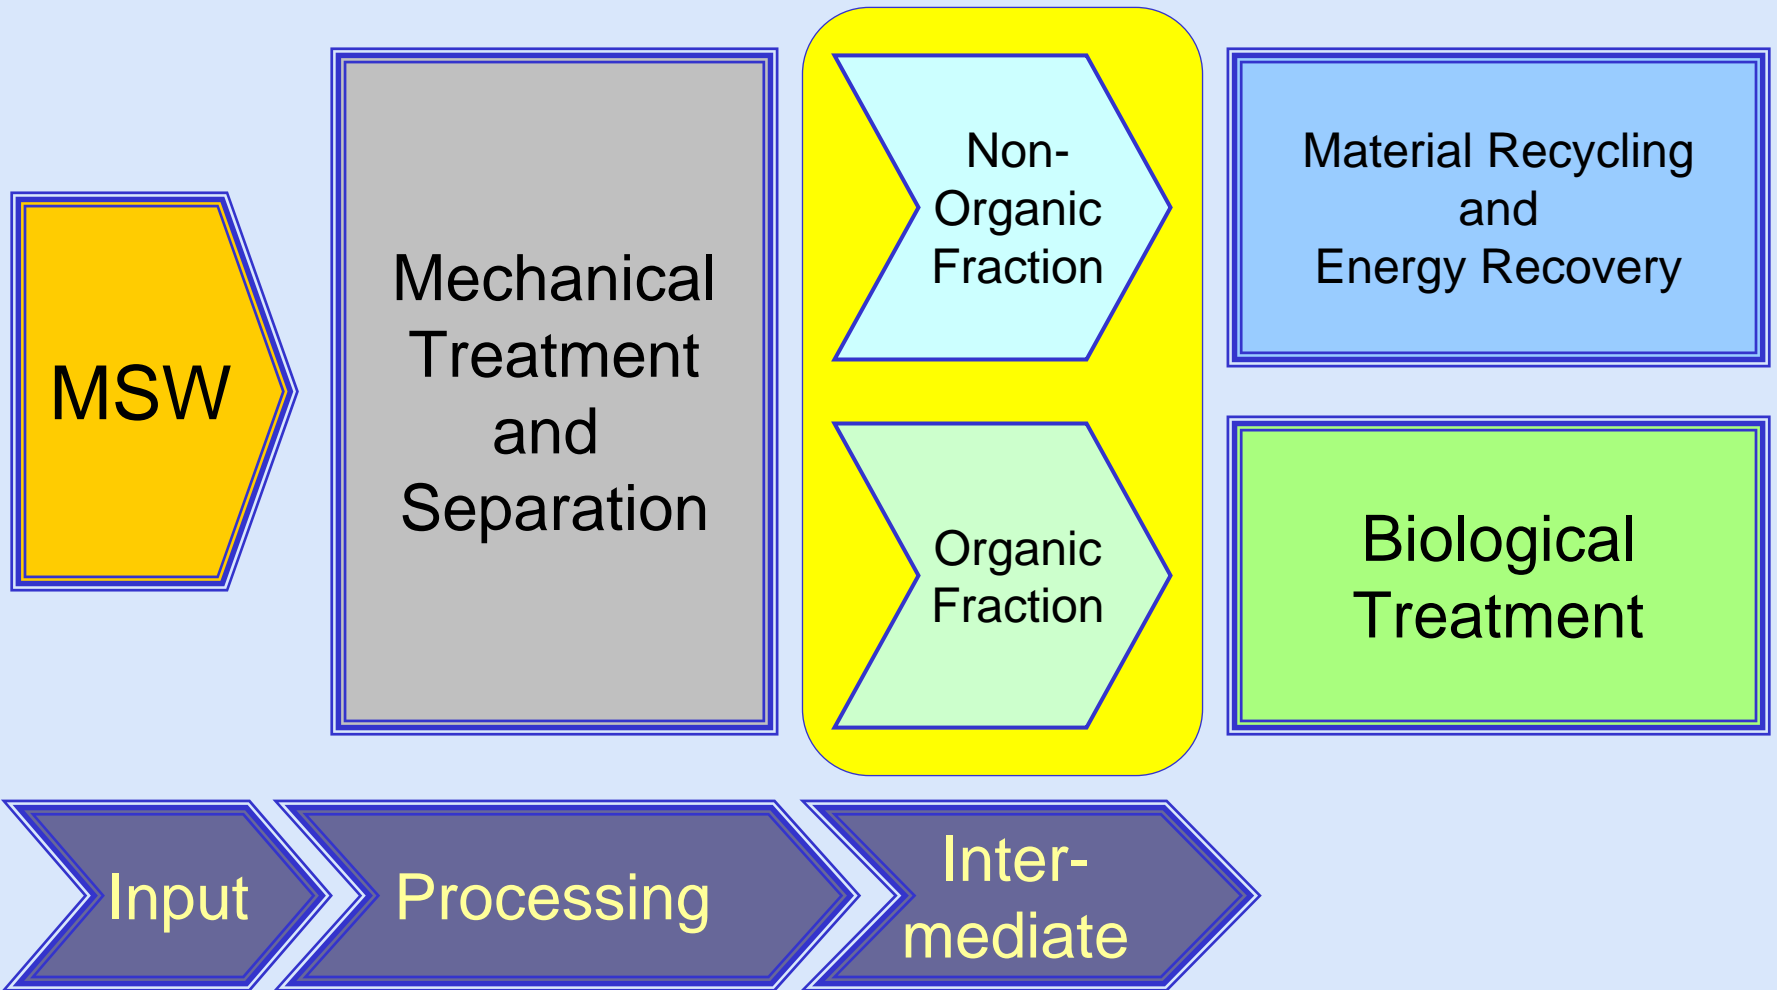 MSW
Mechanical
Treatment
and
Separation
Non-
Organic
Fraction
Material Recycling
and
Energy Recovery
Organic
Fraction
Biological
Treatment
Input
Processing
Inter-
mediate